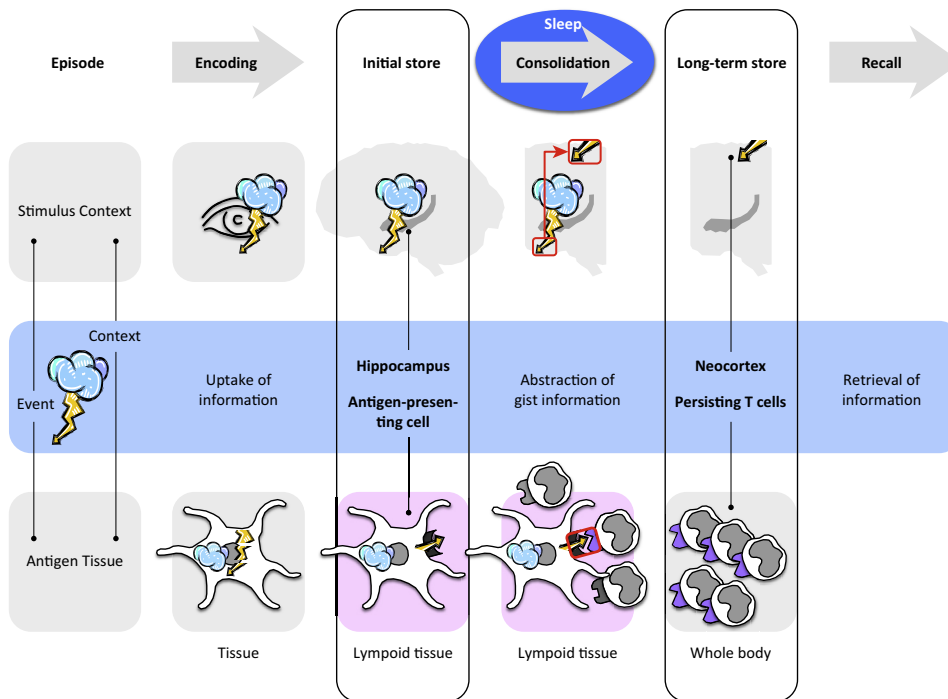 Sleep
Episode
Encoding
Initial store
Consolidation
Long-term store
Recall
Stimulus Context
Context
Event
Uptake of
information
Hippocampus
Antigen-presen-
ting cell
Abstraction of
gist information
Neocortex
Persisting T cells
Retrieval of
information
Antigen Tissue
Tissue
Lympoid tissue
Lympoid tissue
Whole body